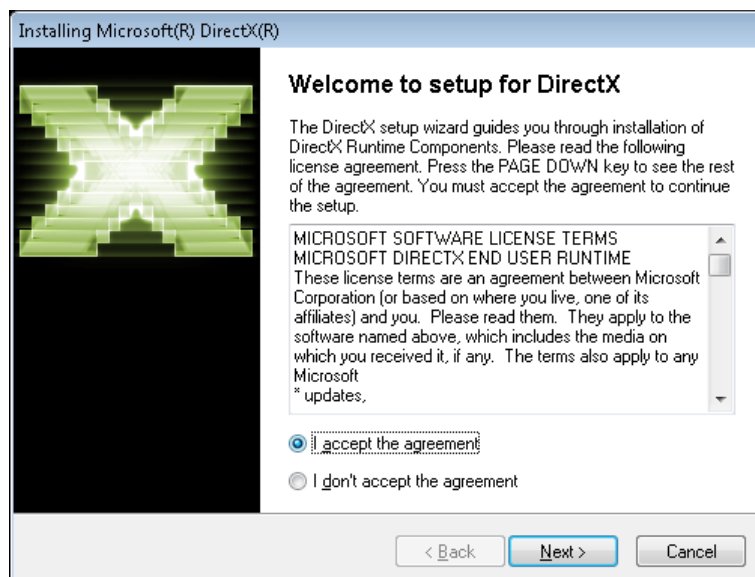 Installing Microsoft(R) DirectX(R)
Welcome to setup for DirectX
The DirectX setup wizard guides you through installation of
DirectX Runtime Components. Please read the following
license agreement. Press the PAGE DOWN key to see the rest
of the agreement. You must accept the agreement to continue
the setup.
MICROSOFT SOFTWARE LICENSE TERMS
MICROSOFT DIRECTX END USER RUNTIME
These license terms are an agreement between Microsoft
Corporation (or based on where you live, one of its
affiliates) and you.  Please read them.  They apply to the
software named above, which includes the media on
which you received it, if any.  The terms also apply to any
Microsoft
* updates,
I accept the agreement
I don't accept the agreement
< Back
Next >
Cancel